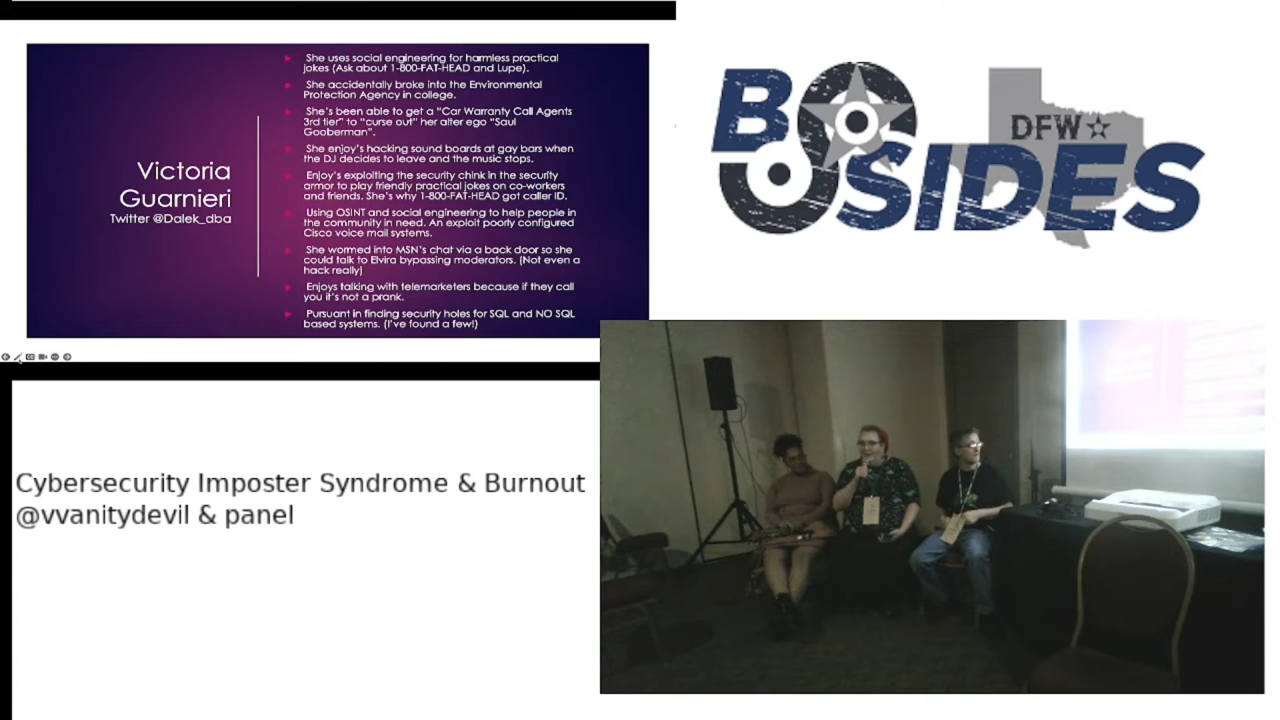 Victoria
Guarnieri
Twitter @Dalek_dba
She uses social engineering for harmless practical
jokes (Ask about 1-800-FAT-HEAD and Lupe).
She accidentally broke into the Environmental
Protection Agency in college.
She's been able to get a "Car Warranty Call Agents
3rd tier" to "curse out" her alter ego "Saul
Gooberman".
She enjoy's hacking sound boards at gay bars when
the DJ decides to leave and the music stops.
Enjoy's exploiting the security chink in the security
armor to play friendly practical jokes on co-workers
and friends. She's why 1-800-FAT-HEAD got caller ID.
Using OSINT and social engineering to help people in
the community in need. An exploit poorly configured
Cisco voice mail systems.
She wormed into MSN's chat via a back door so she
could talk to Elvira bypassing moderators. (Not even a
hack really)
Enjoys talking with telemarketers because if they call
you it's not a prank.
Pursuant in finding security holes for SQL and NO SQL
based systems. (I've found a few!)
BSIDES
DFW
Cybersecurity Imposter Syndrome & Burnout
@vvanitydevil & panel